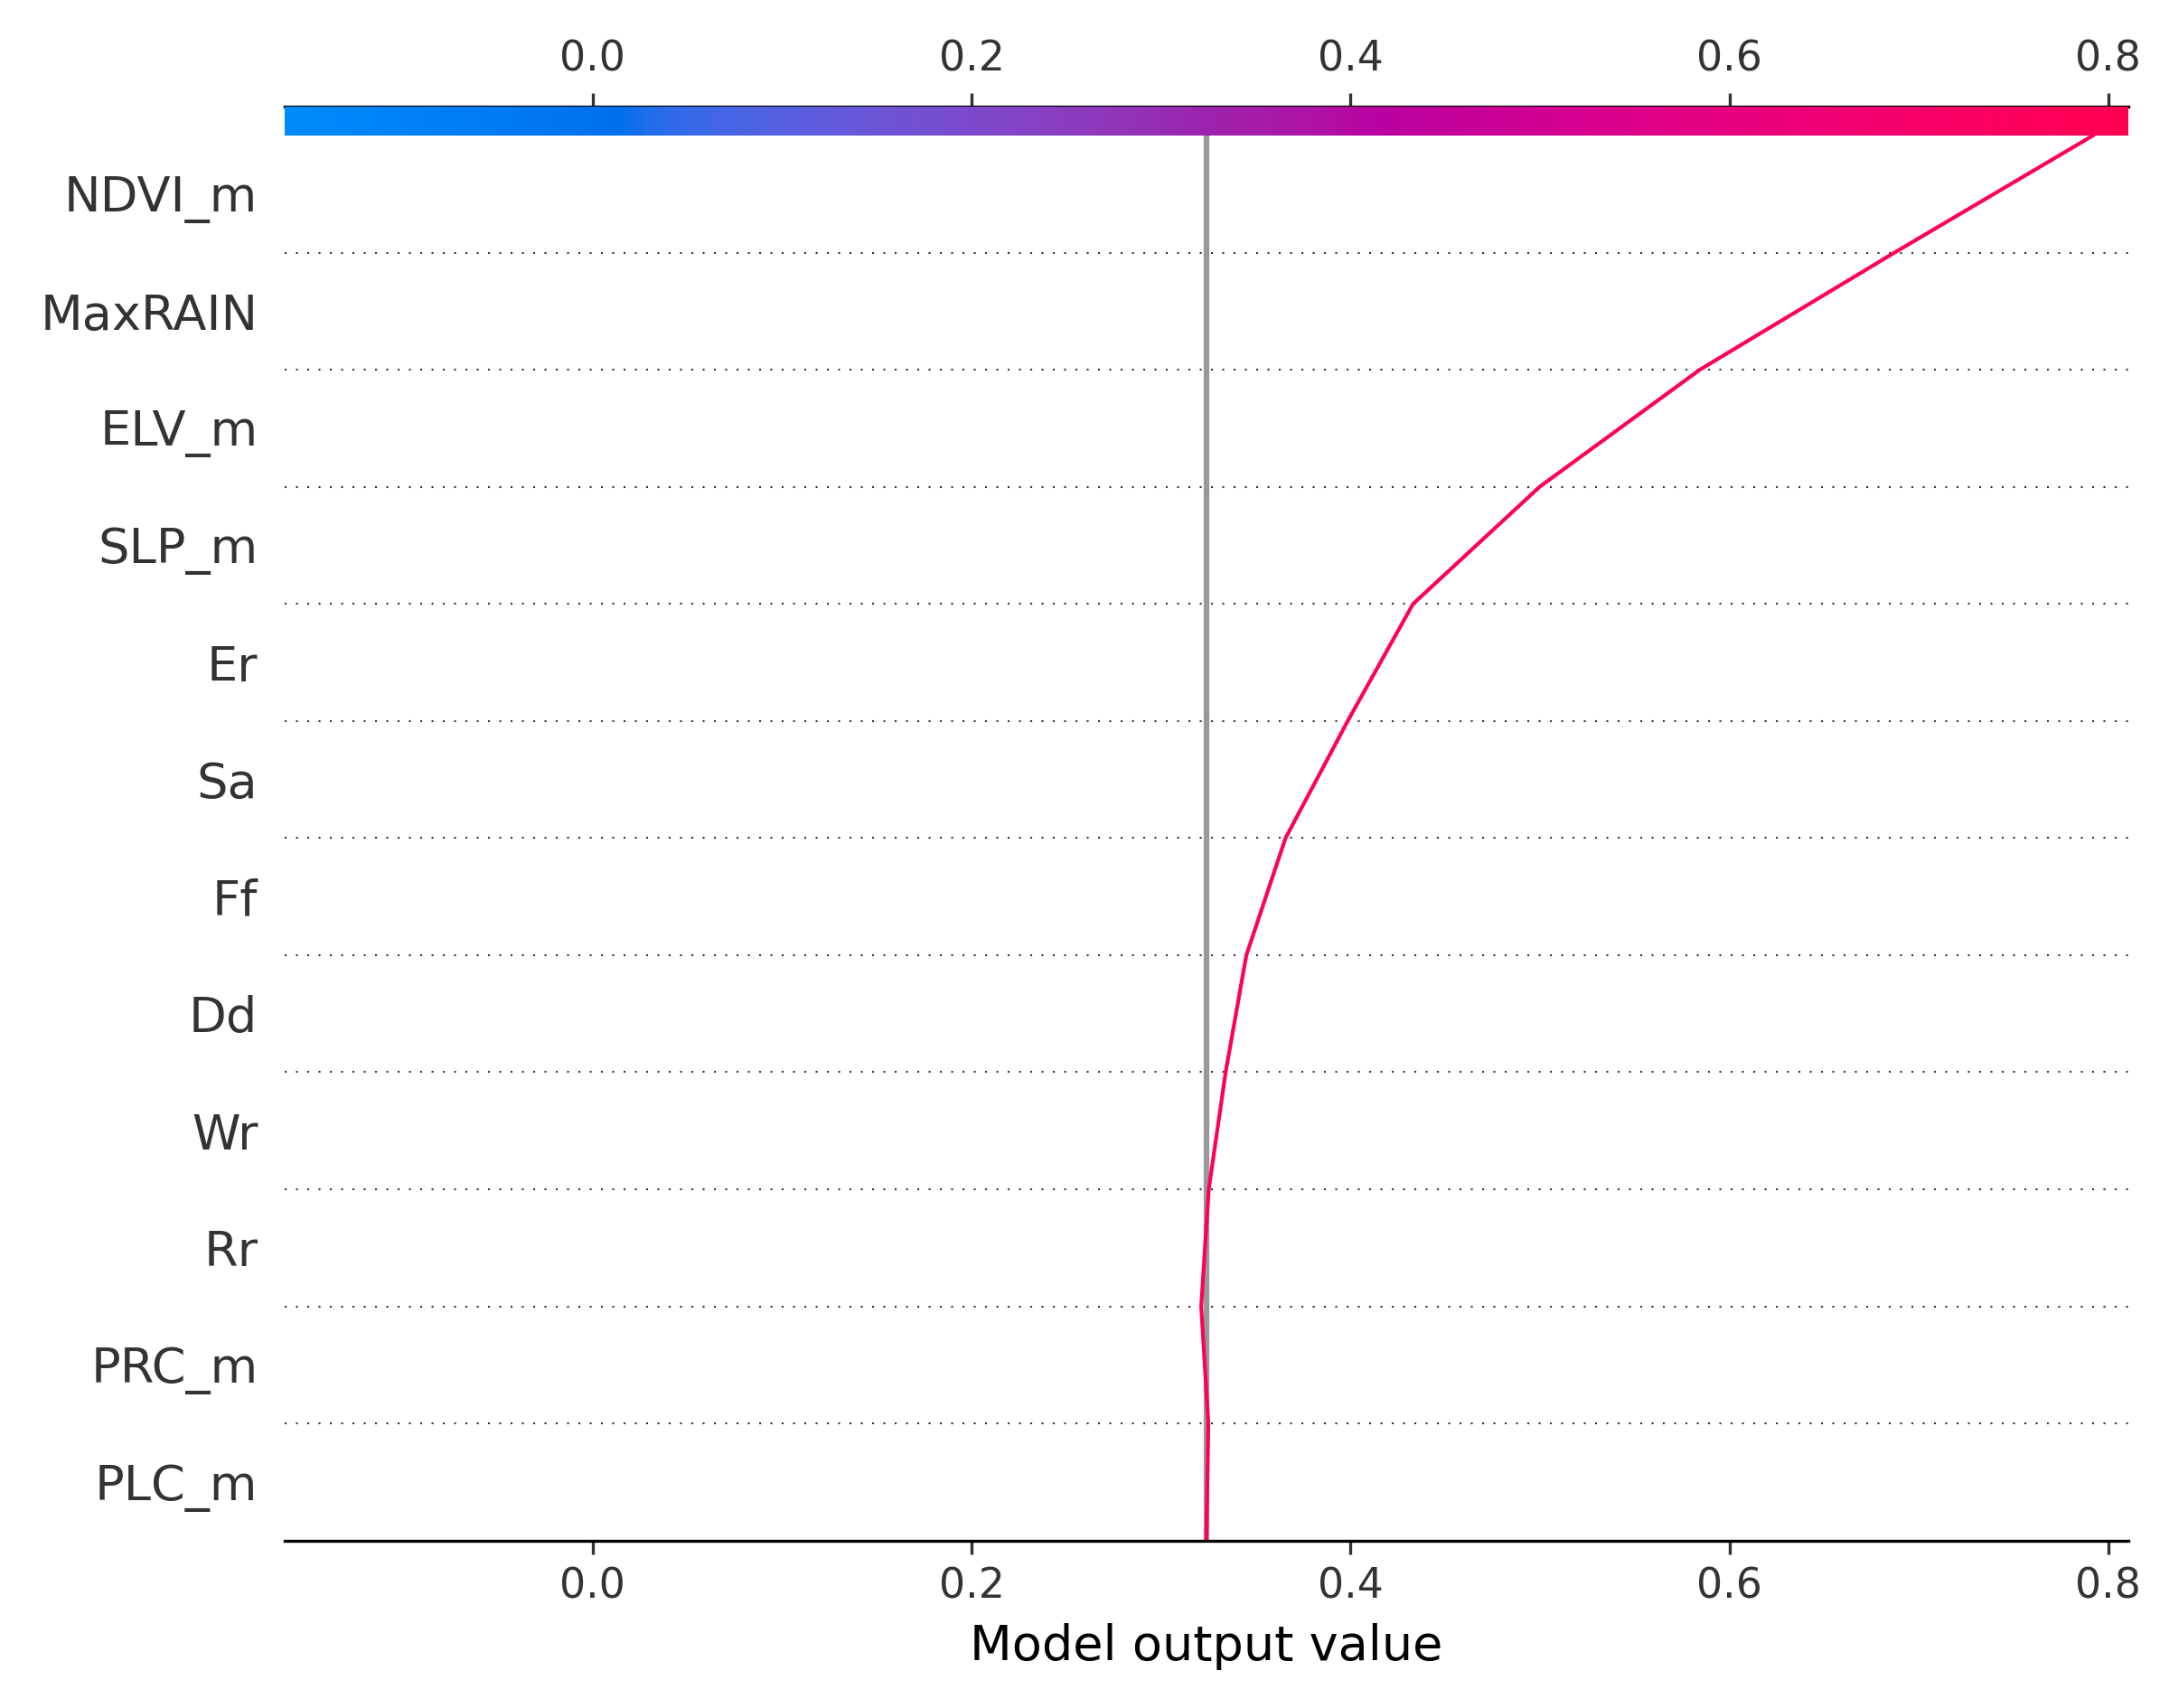 0.0 0.2 0.4 0.6 0.8
NDVI_m
MaxRAIN
ELV_m
SLP_m
Er
Sa
Ff
Dd
Wr
Rr
PRC_m
PLC_m
0.0 0.2 0.4 0.6 0.8
Model output value